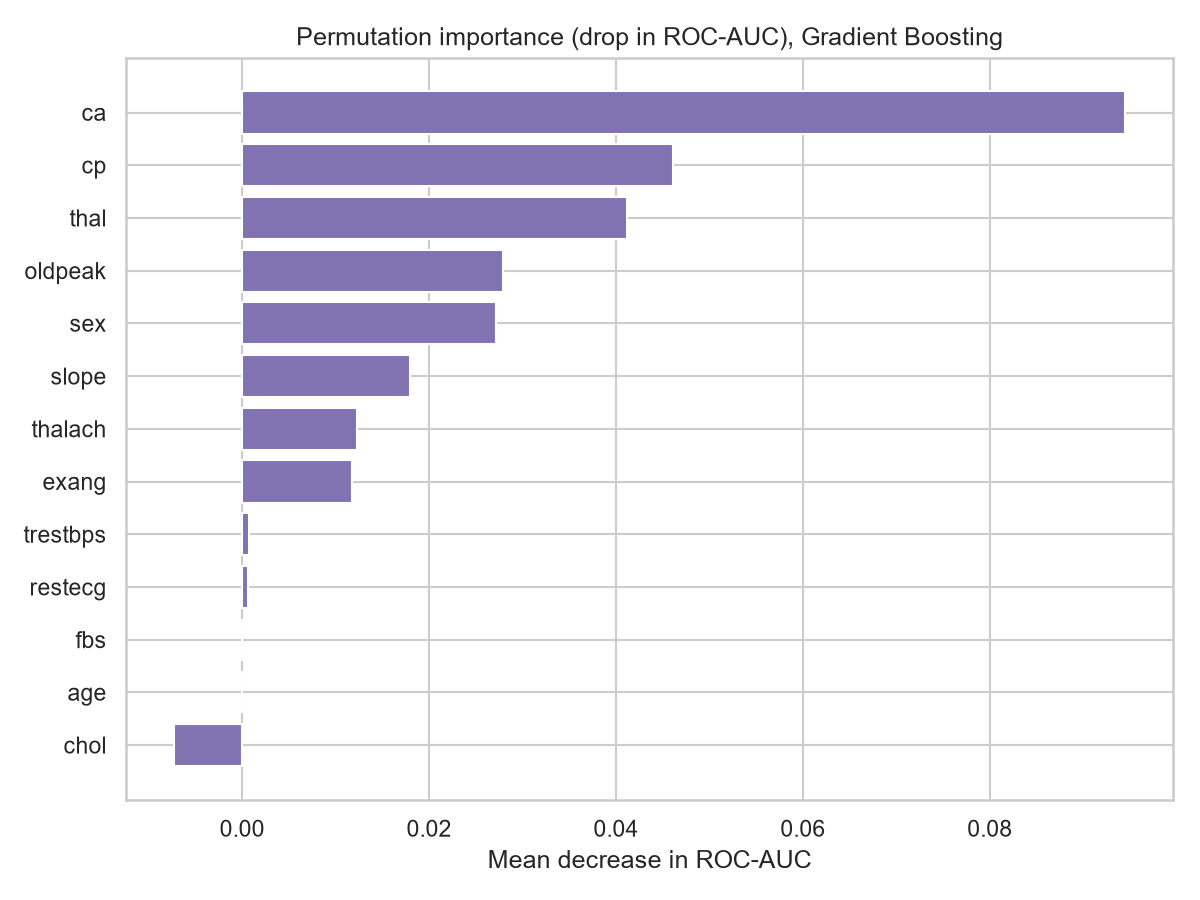 Permutation importance (drop in ROC-AUC), Gradient Boosting
ca
cp
thal
oldpeak
sex
slope
thalach
exang
trestbps
restecg
fbs
age
chol
0.00 0.02 0.04 0.06 0.08
Mean decrease in ROC-AUC